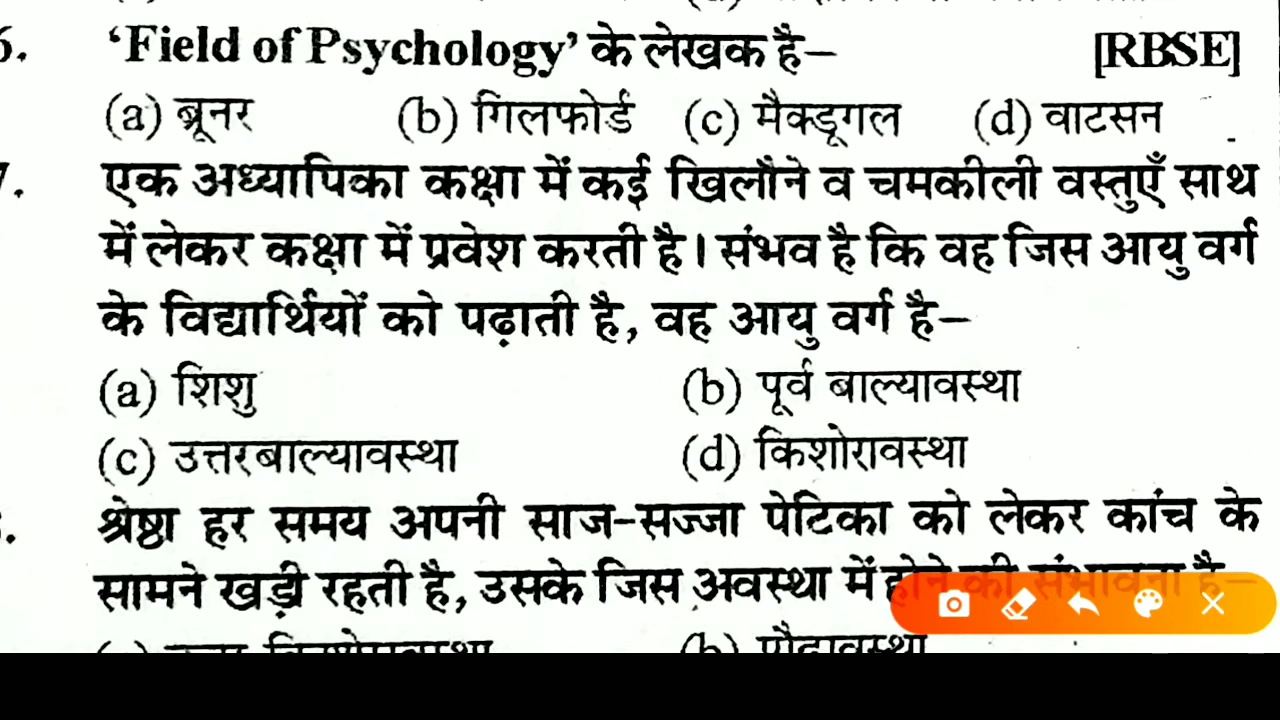 6. ‘Field of Psychology’ के लेखक है– [RBSE]
(a) ब्रूनर (b) गिलफोर्ड (c) मैक्डूगल (d) वाटसन
7. एक अध्यापिका कक्षा में कई खिलौने व चमकीली वस्तुएँ साथ
में लेकर कक्षा में प्रवेश करती है। संभव है कि वह जिस आयु वर्ग
के विद्यार्थियों को पढ़ाती है, वह आयु वर्ग है–
(a) शिशु (b) पूर्व बाल्यावस्था
(c) उत्तरबाल्यावस्था (d) किशोरावस्था
श्रेष्ठा हर समय अपनी साज-सज्जा पेटिका को लेकर कांच के
सामने खड़ी रहती है, उसके जिस अवस्था में होने की संभावना है–
(b) प्रौढावस्था